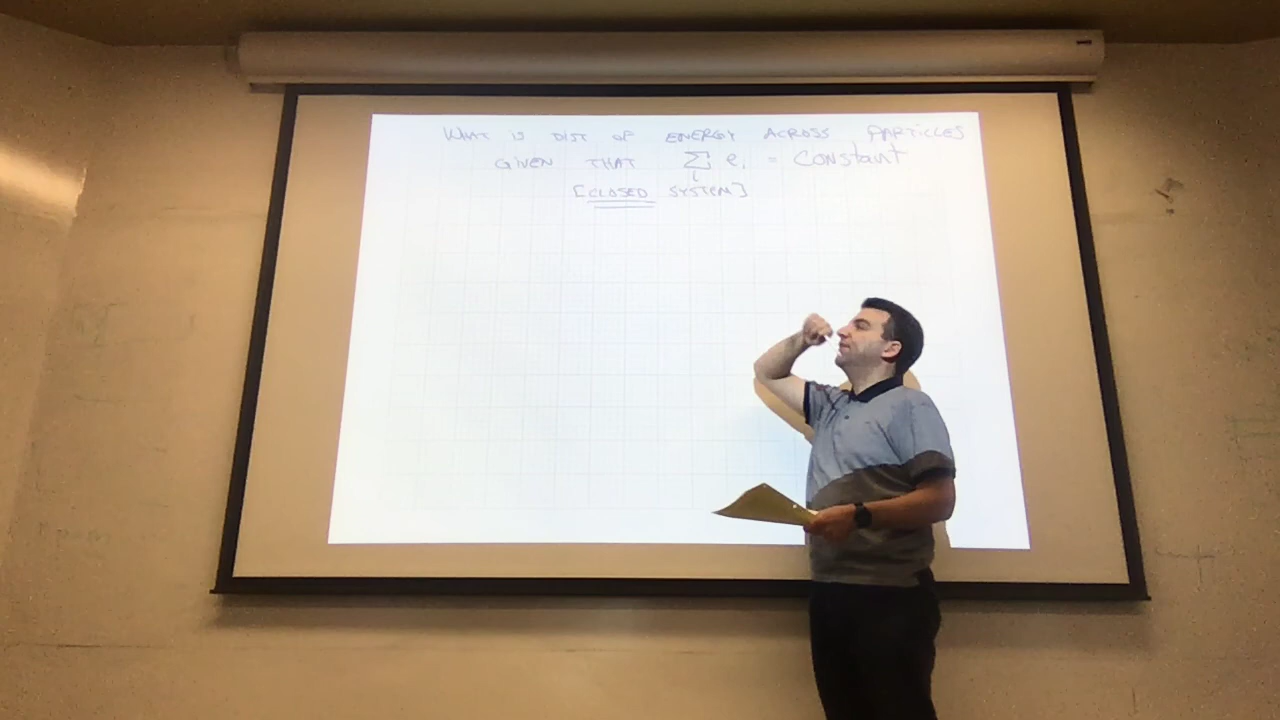 WHAT IS DIST OF ENERGY ACROSS PARTICLES
GIVEN THAT ∑ᵢ eᵢ = CONSTANT
[CLOSED SYSTEM]